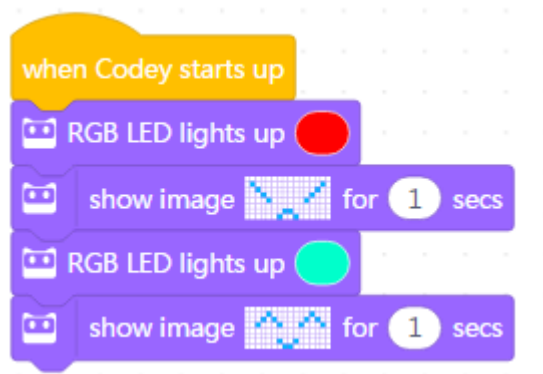 when Codey starts up
RGB LED lights up
show image for 1 secs
RGB LED lights up
show image for 1 secs